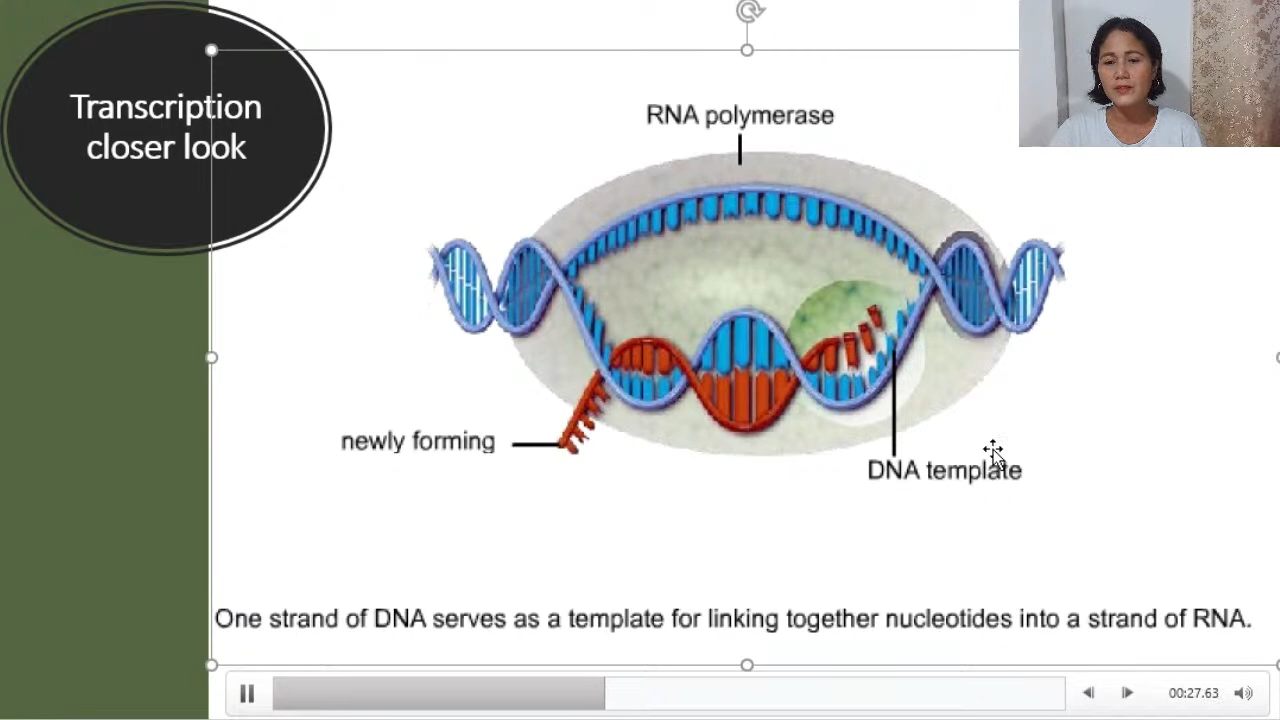 Transcription
closer look
RNA polymerase
newly forming
DNA template
One strand of DNA serves as a template for linking together nucleotides into a strand of RNA.
00:27.63